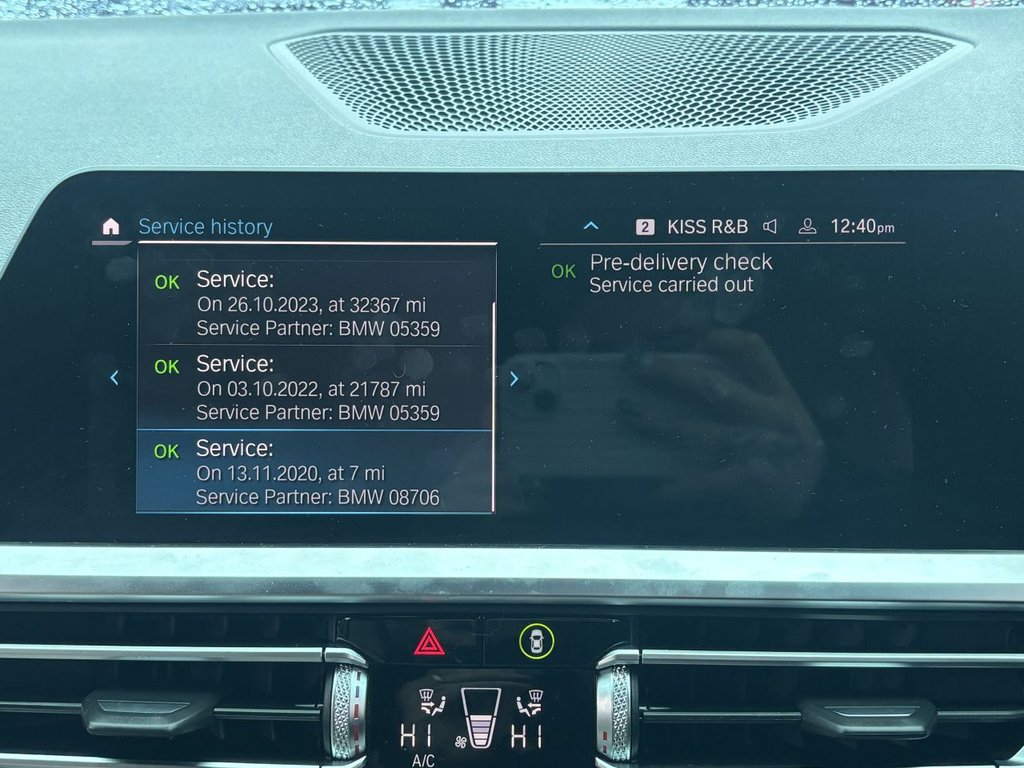 Service history
2 KISS R&B 12:40pm
OK Service:
On 26.10.2023, at 32367 mi
Service Partner: BMW 05359
OK Service:
On 03.10.2022, at 21787 mi
Service Partner: BMW 05359
OK Service:
On 13.11.2020, at 7 mi
Service Partner: BMW 08706
OK Pre-delivery check
Service carried out
HI HI
A/C